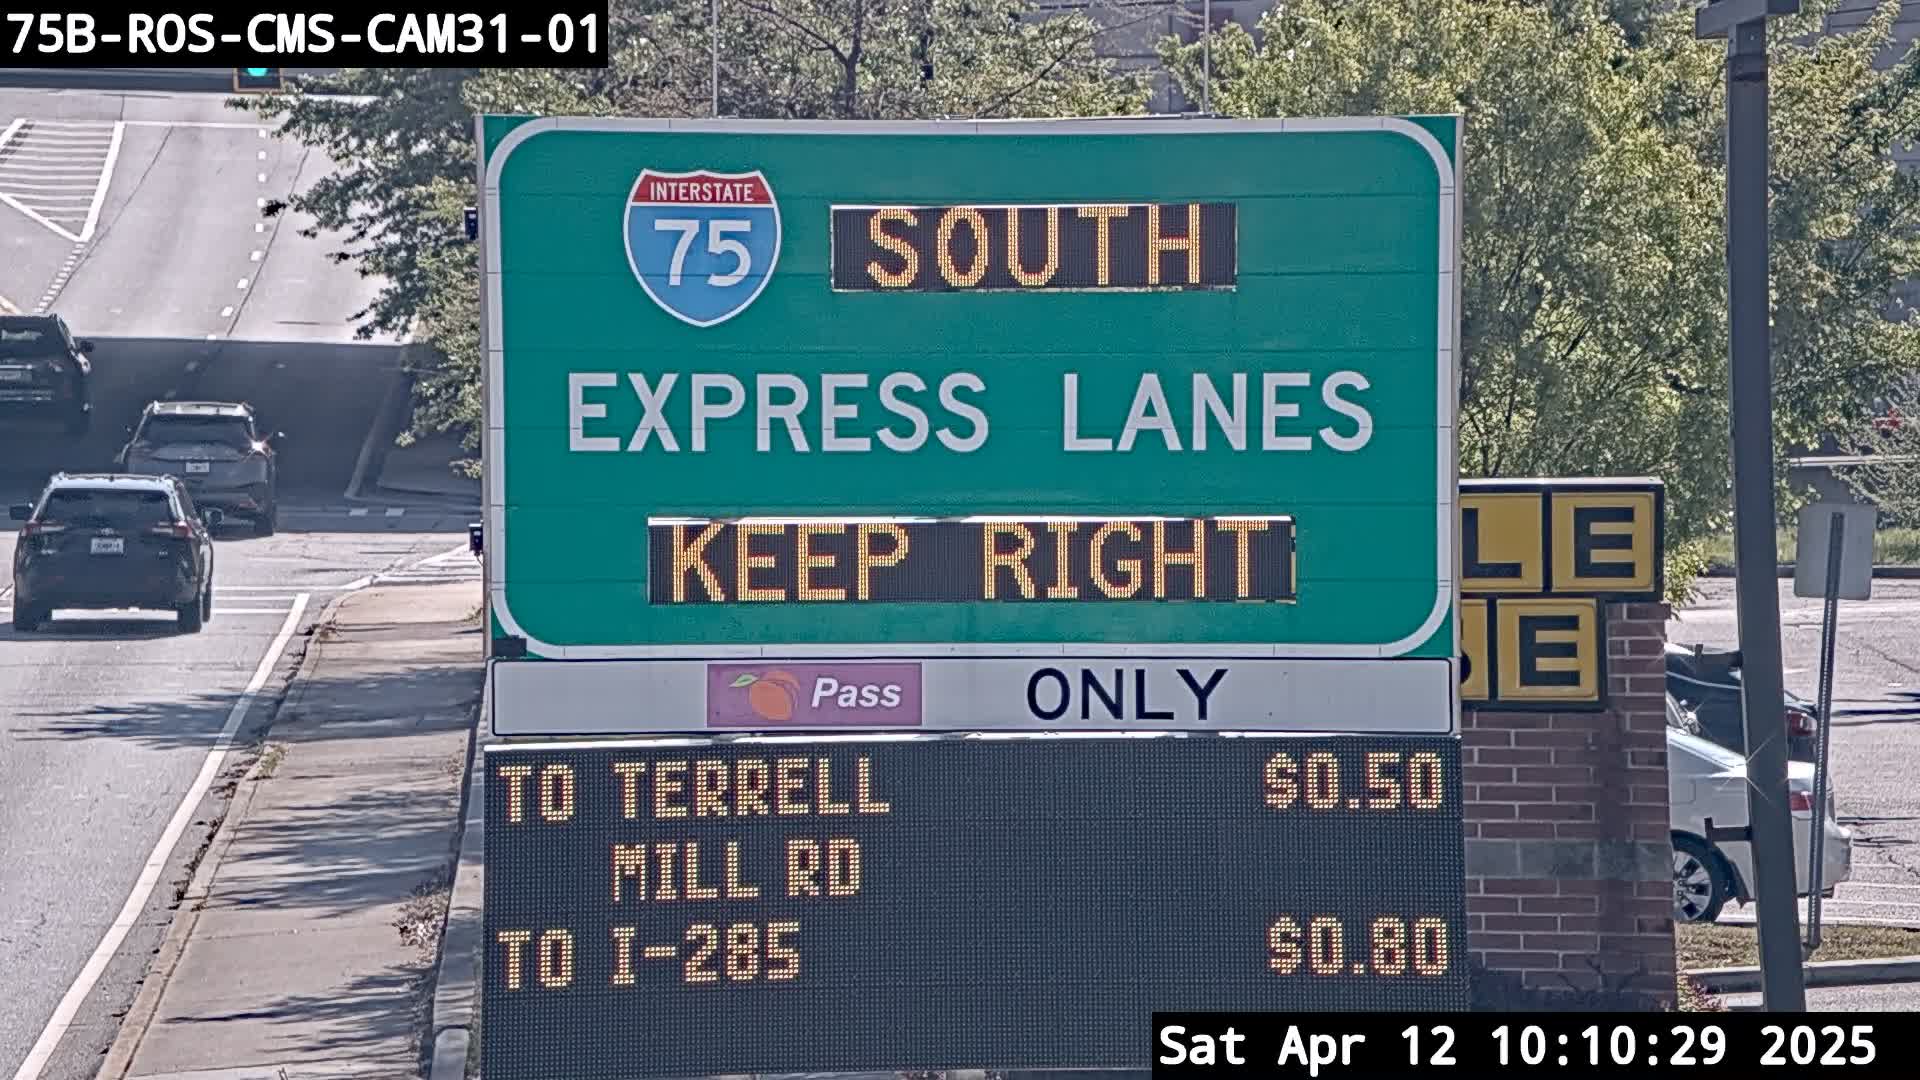 75B-ROS-CMS-CAM31-01
INTERSTATE
75
SOUTH
EXPRESS LANES
KEEP RIGHT
Pass ONLY
TO TERRELL $0.50
MILL RD
TO I-285 $0.80
LE
E
Sat Apr 12 10:10:29 2025